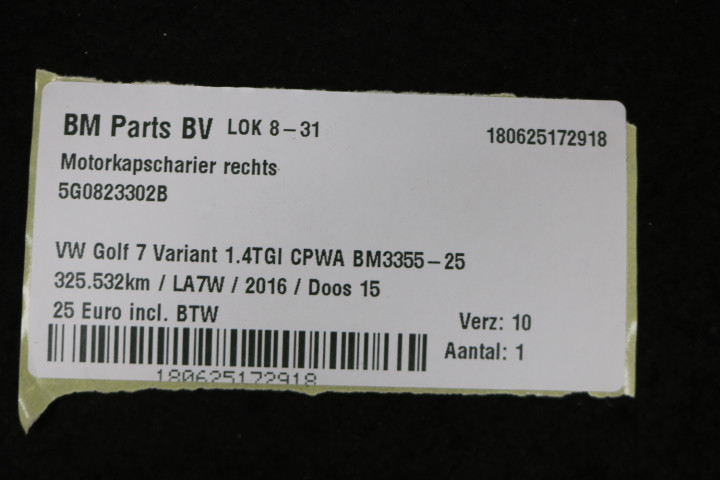 BM Parts BV LOK 8-31 180625172918
Motorkapscharier rechts
5G0823302B
VW Golf 7 Variant 1.4TGI CPWA BM3355-25
325.532km / LA7W / 2016 / Doos 15
25 Euro incl. BTW
Verz: 10
Aantal: 1
180625172918